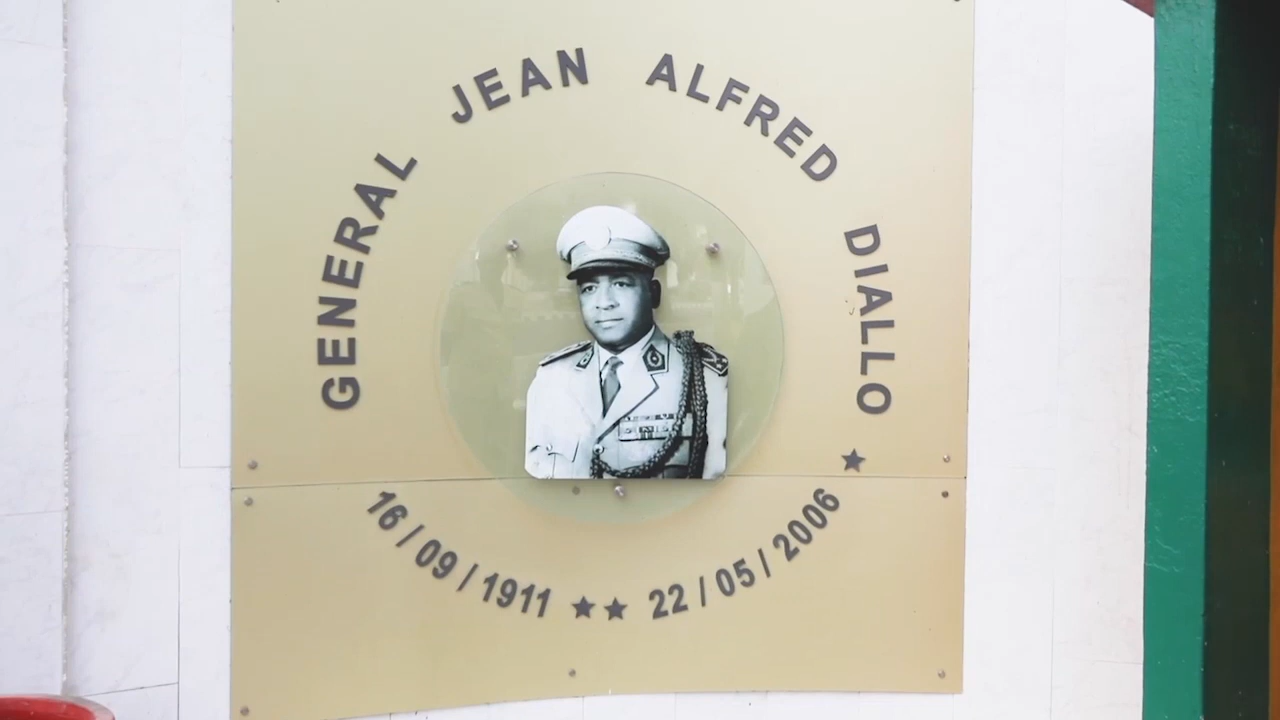 GENERAL JEAN ALFRED DIALLO
16/09/1911 ★★ 22/05/2006 ★